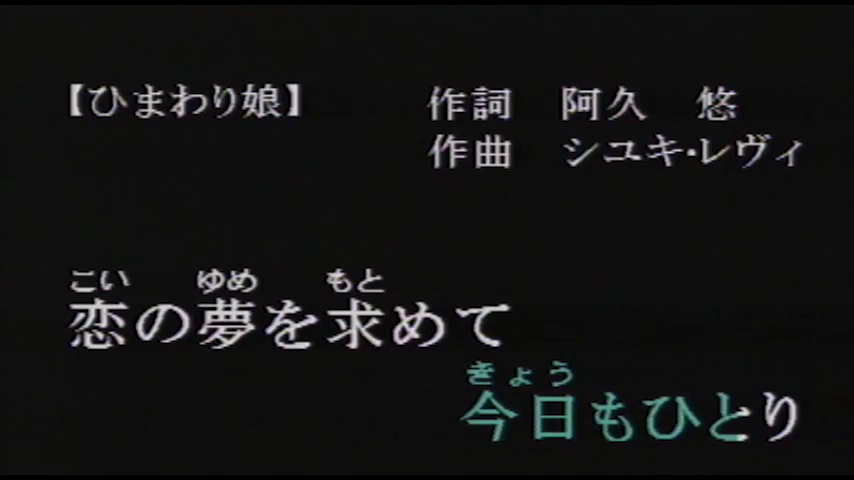 【ひまわり娘】 作詞 阿久 悠
作曲 シユキ・レヴィ
こい ゆめ もと
恋の夢を求めて
きょう
今日もひとり